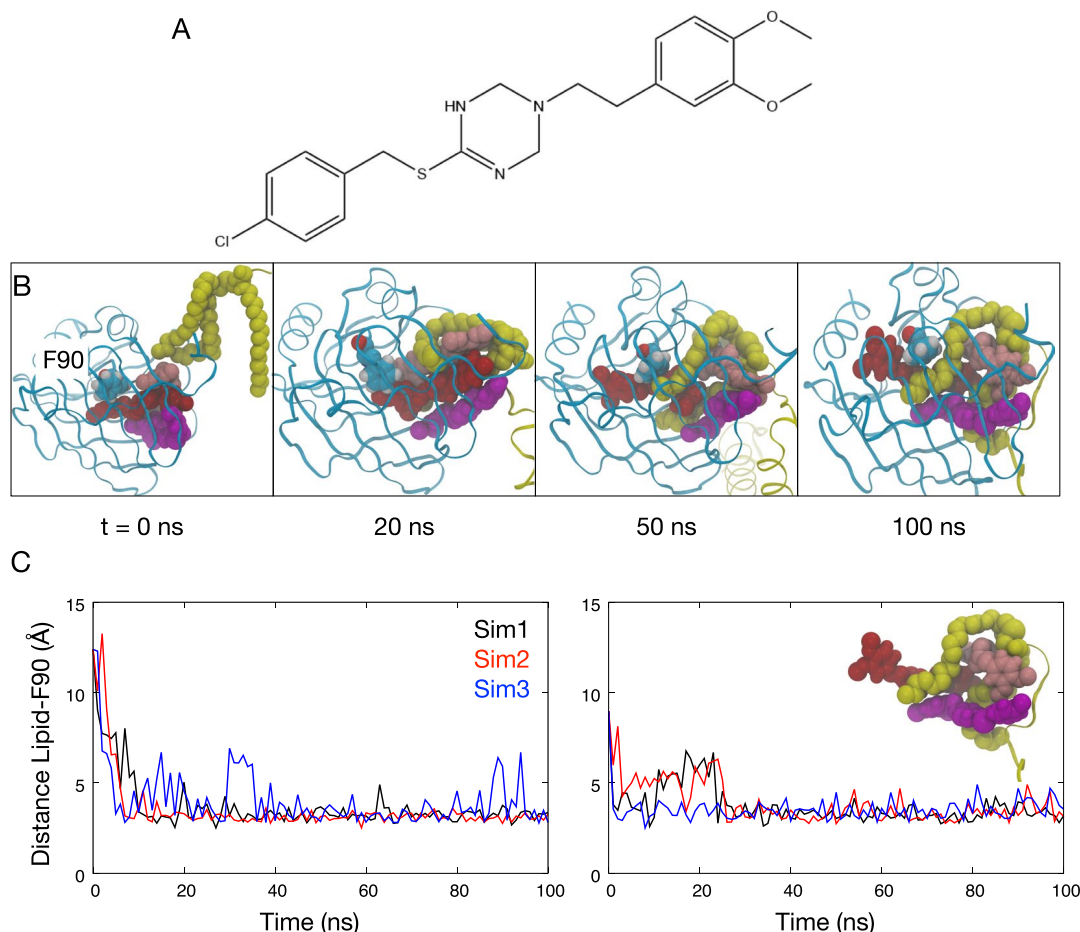 A
O
HN
N
O
S
N
Cl
B
F90
t = 0 ns
20 ns
50 ns
100 ns
C
15
10
5
0
Distance Lipid-F90 (Å)
Sim1
Sim2
Sim3
0
20
40
60
80
100
Time (ns)
15
10
5
0
0
20
40
60
80
100
Time (ns)